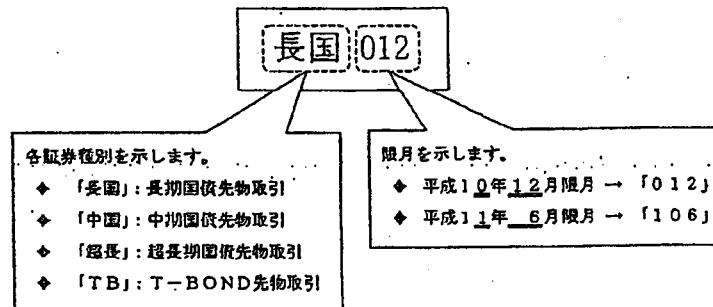 長国012
各証券種別を示します。
◆ 「長国」：長期国債先物取引
◆ 「中国」：中期国債先物取引
◆ 「超長」：超長期国債先物取引
◆ 「TB」：T－BOND先物取引
限月を示します。
◆ 平成10年12月限月 → 「012」
◆ 平成11年 6月限月 → 「106」